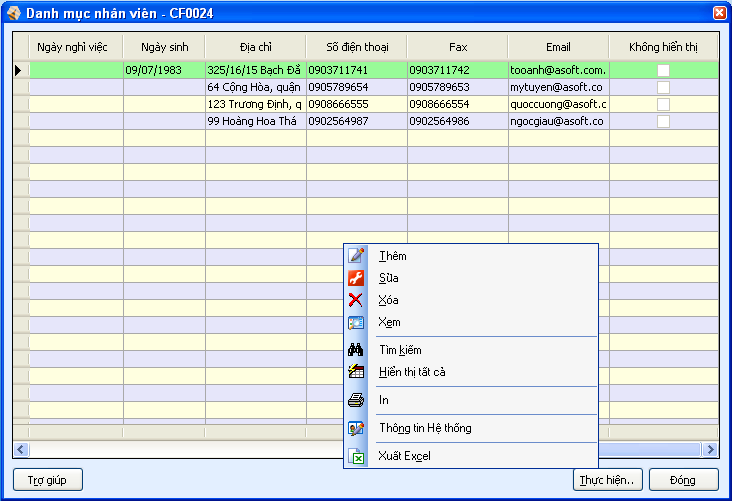 Danh mục nhân viên - CF0024
Ngày nghỉ việc Ngày sinh Địa chỉ Số điện thoại Fax Email Không hiển thị
09/07/1983 325/16/15 Bạch Đằ 0903711741 0903711742 tooanh@asoft.com.
64 Cộng Hòa, quận 0905789654 0905789653 mytuyen@asoft.co
123 Trương Định, q 0908666555 0908666554 quoccuong@asoft.c
99 Hoàng Hoa Thá 0902564987 0902564986 ngocgiau@asoft.co
Thêm
Sữa
Xóa
Xem
Tìm kiếm
Hiển thị tất cả
In
Thông tin Hệ thống
Xuất Excel
Trợ giúp
Thực hiện..
Đóng